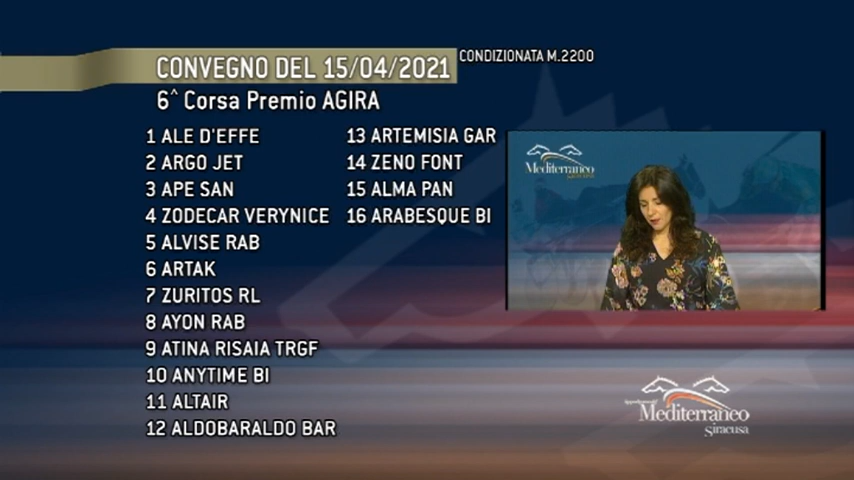 CONVEGNO DEL 15/04/2021
CONDIZIONATA M.2200
6^ Corsa Premio AGIRA
1 ALE D'EFFE
2 ARGO JET
3 APE SAN
4 ZODECAR VERYNICE
5 ALVISE RAB
6 ARTAK
7 ZURITOS RL
8 AYON RAB
9 ATINA RISAIA TRGF
10 ANYTIME BI
11 ALTAIR
12 ALDOBARALDO BAR
13 ARTEMISIA GAR
14 ZENO FONT
15 ALMA PAN
16 ARABESQUE BI
Mediterraneo
Mediterraneo
Siracusa